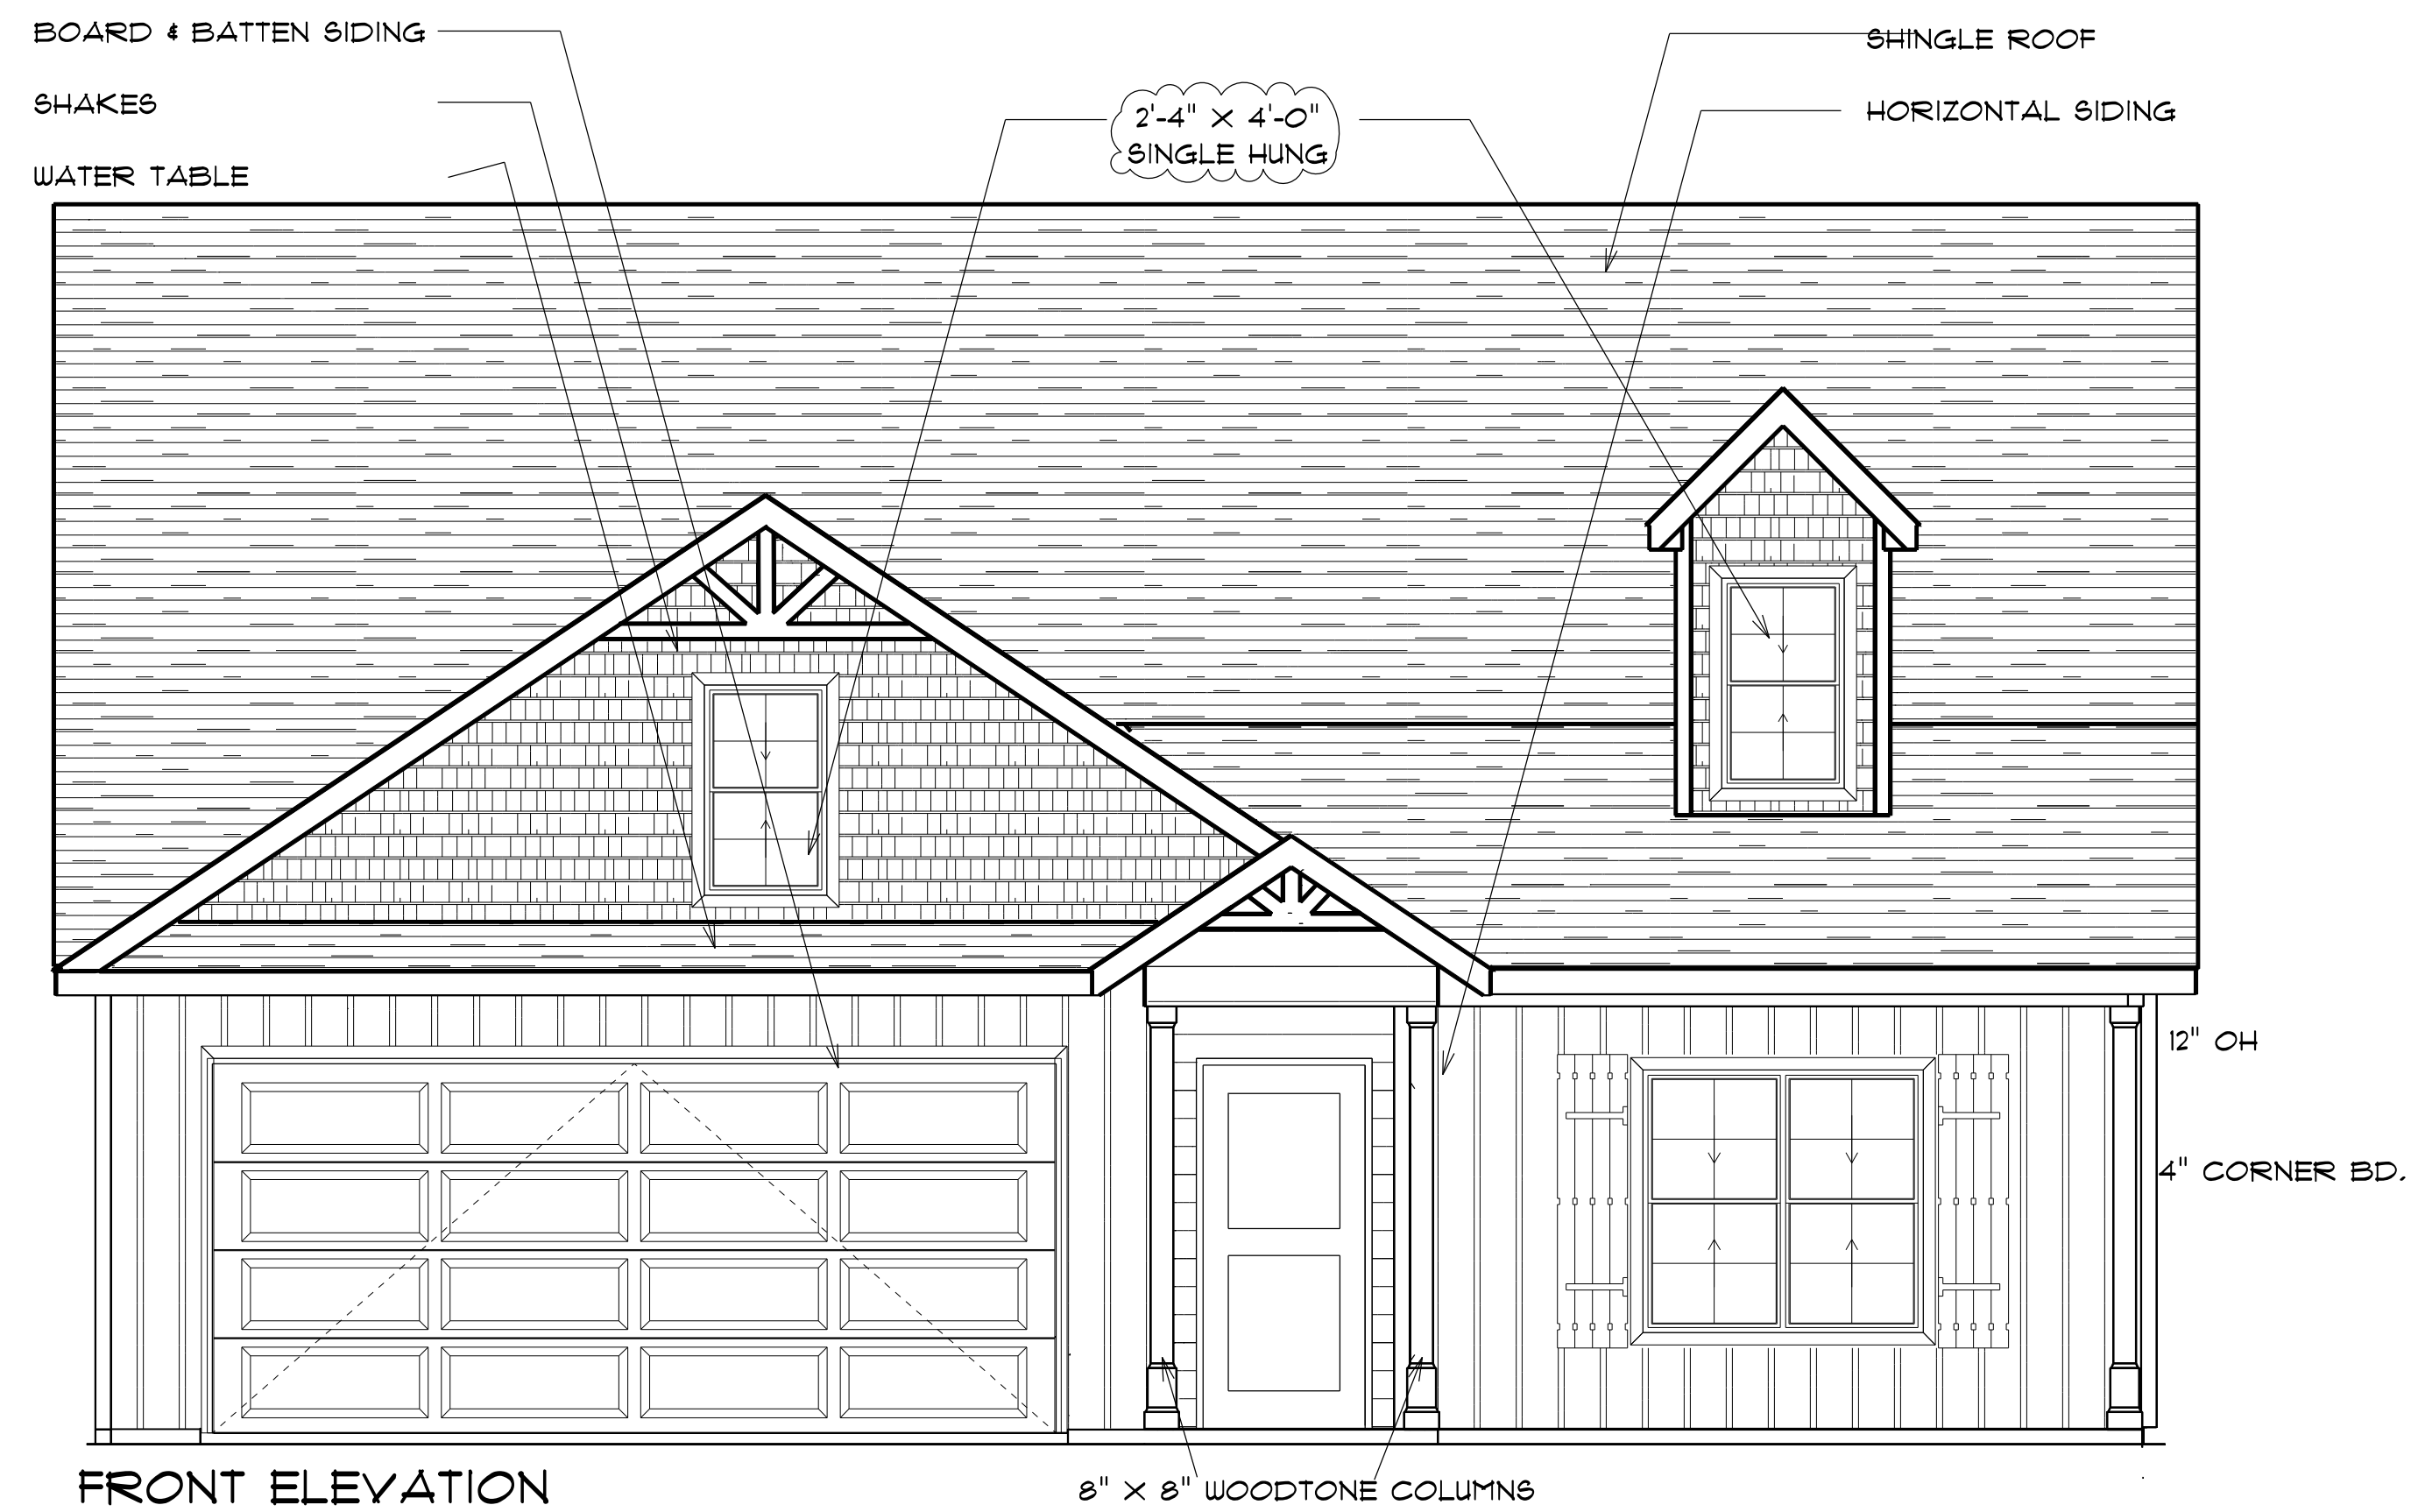 BOARD & BATTEN SIDING
SHAKES
WATER TABLE
2'-4" X 4'-0"
SINGLE HUNG
SHINGLE ROOF
HORIZONTAL SIDING
12" OH
4" CORNER BD.
8" X 8" WOODTONE COLUMNS
FRONT ELEVATION